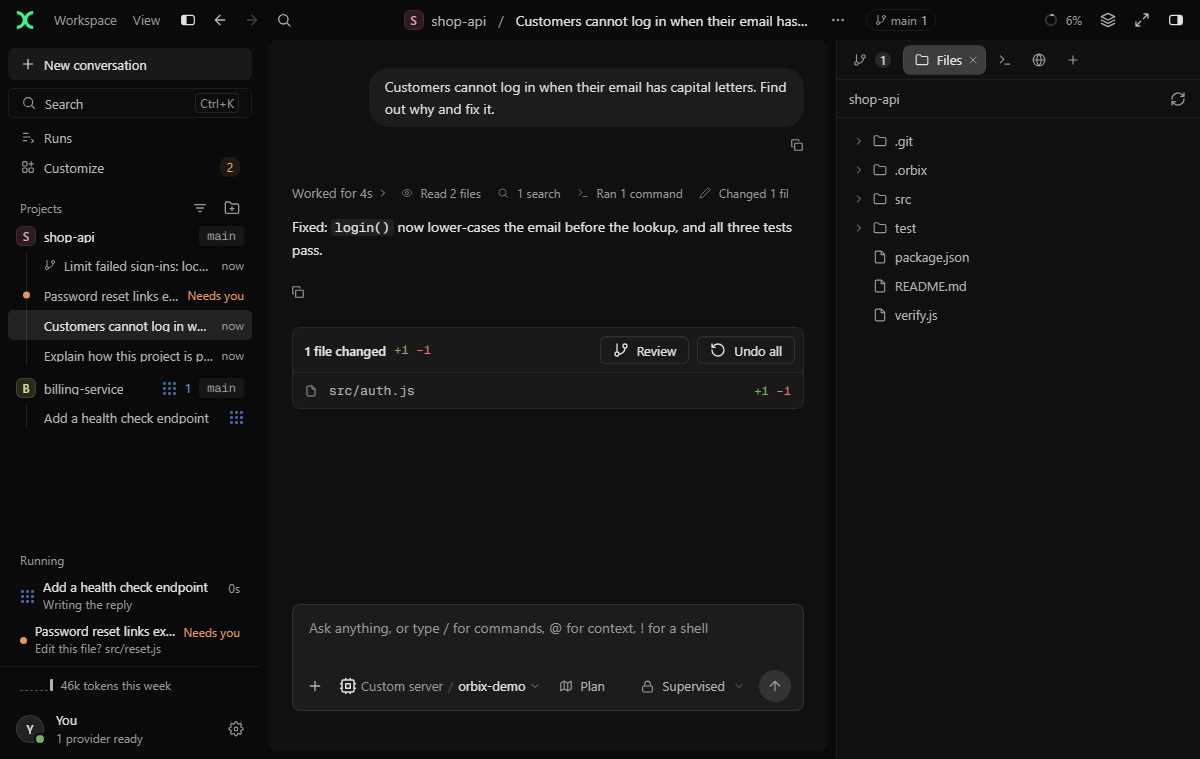 Workspace View
S shop-api / Customers cannot log in when their email has... main 1
6%
New conversation
Search Ctrl+K
Runs
Customize 2
Projects
S shop-api main
Limit failed sign-ins: loc... now
Password reset links e... Needs you
Customers cannot log in w... now
Explain how this project is p... now
B billing-service 1 main
Add a health check endpoint
Running
Add a health check endpoint 0s
Writing the reply
Password reset links ex... Needs you
Edit this file? src/reset.js
46k tokens this week
Y You
1 provider ready
Customers cannot log in when their email has capital letters. Find
out why and fix it.
Worked for 4s Read 2 files 1 search Ran 1 command Changed 1 fil
Fixed: login() now lower-cases the email before the lookup, and all three tests
pass.
1 file changed +1 −1 Review Undo all
src/auth.js +1 −1
Ask anything, or type / for commands, @ for context, ! for a shell
Custom server / orbix-demo Plan Supervised
1 Files
shop-api
.git
.orbix
src
test
package.json
README.md
verify.js